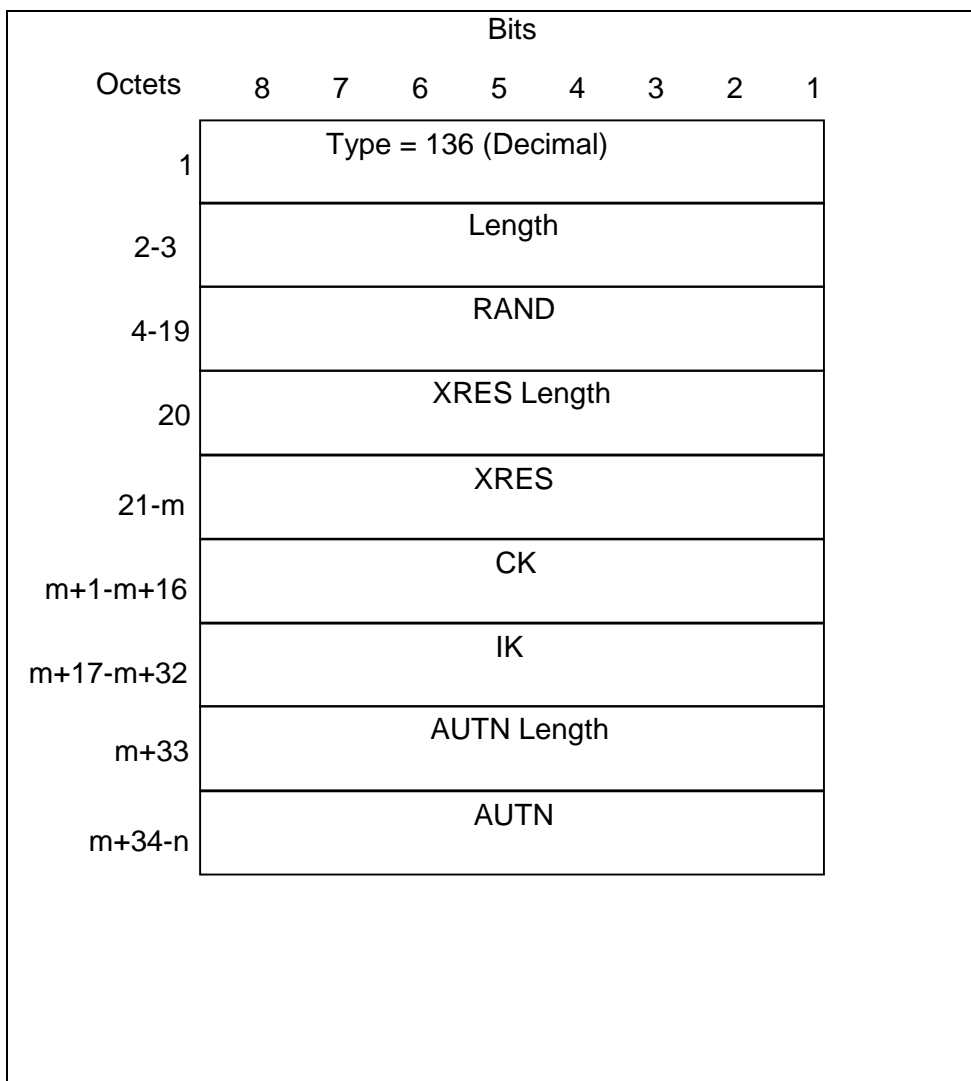 Bits
Octets 8 7 6 5 4 3 2 1
1 Type = 136 (Decimal)
2-3 Length
4-19 RAND
20 XRES Length
21-m XRES
m+1-m+16 CK
m+17-m+32 IK
m+33 AUTN Length
m+34-n AUTN